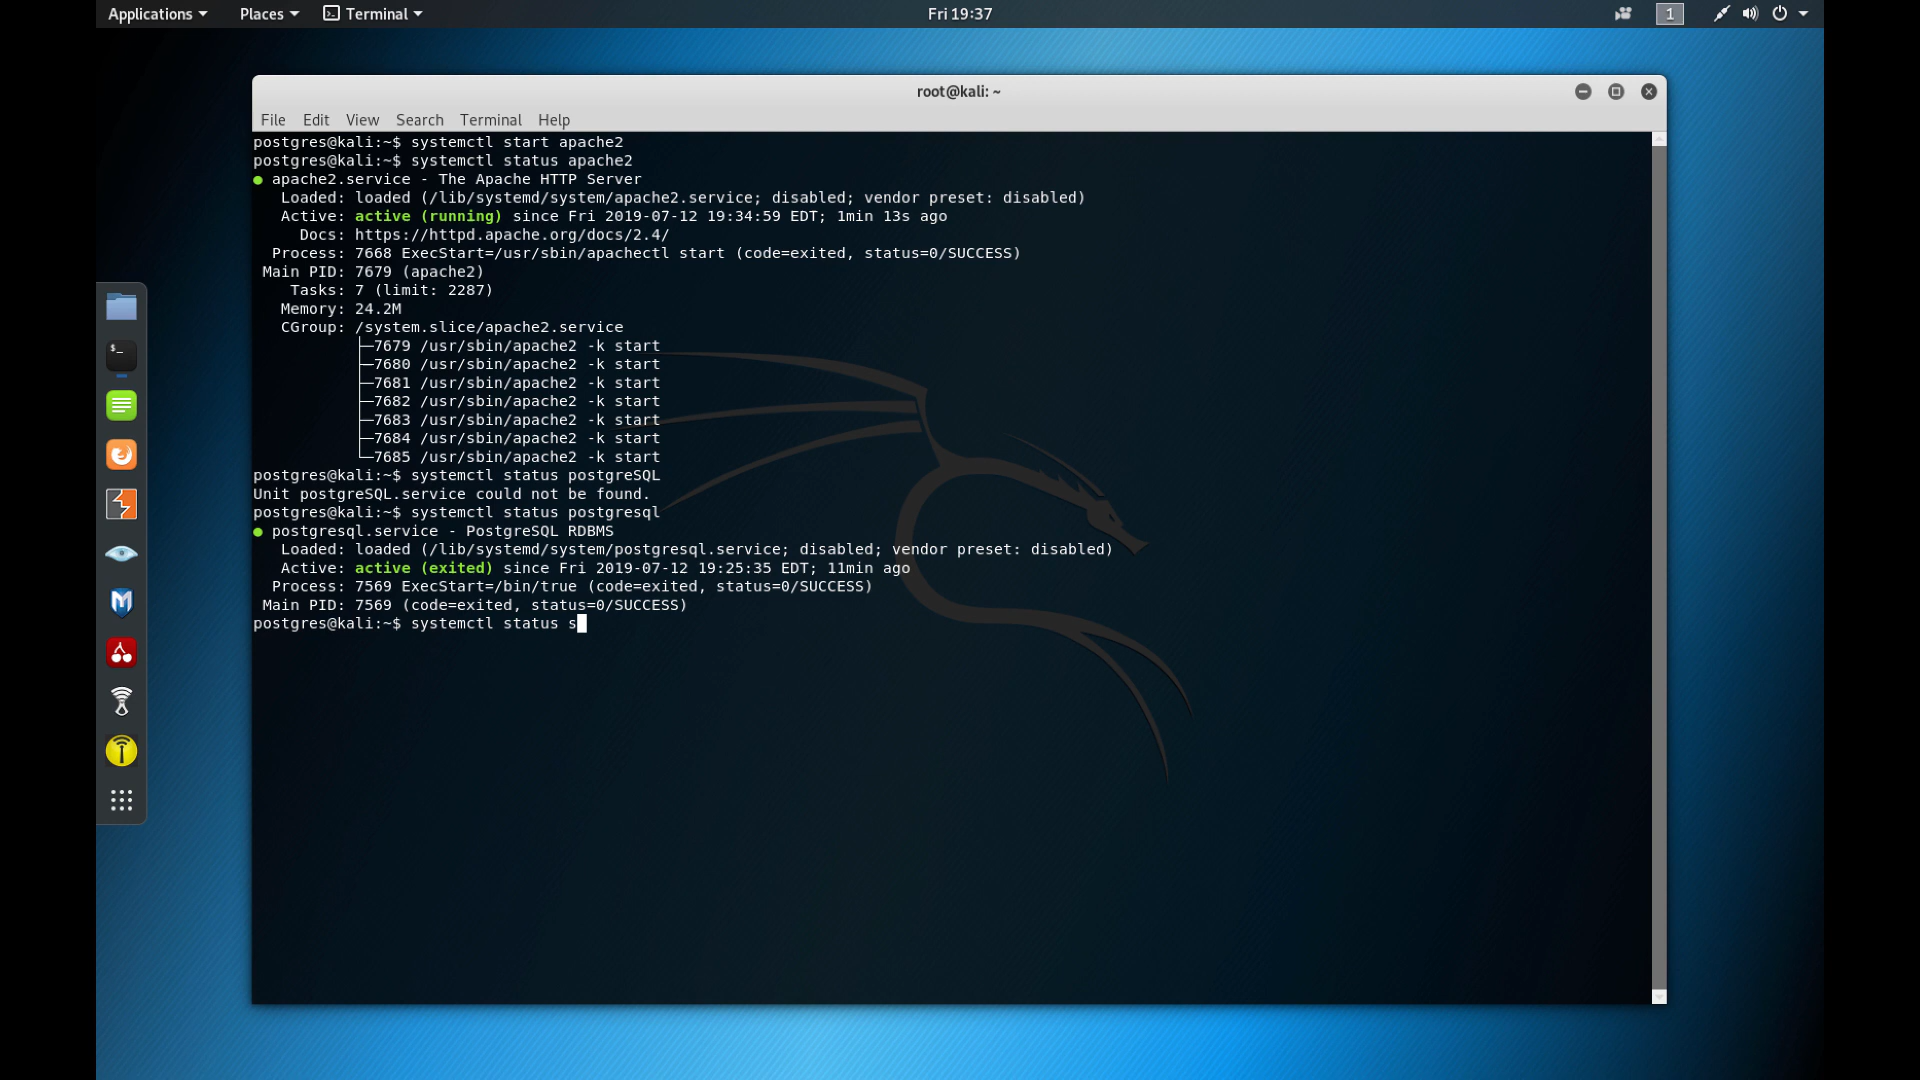 Applications Places Terminal Fri 19:37 1
root@kali: ~
File Edit View Search Terminal Help
postgres@kali:~$ systemctl start apache2
postgres@kali:~$ systemctl status apache2
● apache2.service - The Apache HTTP Server
   Loaded: loaded (/lib/systemd/system/apache2.service; disabled; vendor preset: disabled)
   Active: active (running) since Fri 2019-07-12 19:34:59 EDT; 1min 13s ago
     Docs: https://httpd.apache.org/docs/2.4/
  Process: 7668 ExecStart=/usr/sbin/apachectl start (code=exited, status=0/SUCCESS)
 Main PID: 7679 (apache2)
    Tasks: 7 (limit: 2287)
   Memory: 24.2M
   CGroup: /system.slice/apache2.service
           ├─7679 /usr/sbin/apache2 -k start
           ├─7680 /usr/sbin/apache2 -k start
           ├─7681 /usr/sbin/apache2 -k start
           ├─7682 /usr/sbin/apache2 -k start
           ├─7683 /usr/sbin/apache2 -k start
           ├─7684 /usr/sbin/apache2 -k start
           └─7685 /usr/sbin/apache2 -k start
postgres@kali:~$ systemctl status postgreSQL
Unit postgreSQL.service could not be found.
postgres@kali:~$ systemctl status postgresql
● postgresql.service - PostgreSQL RDBMS
   Loaded: loaded (/lib/systemd/system/postgresql.service; disabled; vendor preset: disabled)
   Active: active (exited) since Fri 2019-07-12 19:25:35 EDT; 11min ago
  Process: 7569 ExecStart=/bin/true (code=exited, status=0/SUCCESS)
 Main PID: 7569 (code=exited, status=0/SUCCESS)
postgres@kali:~$ systemctl status s